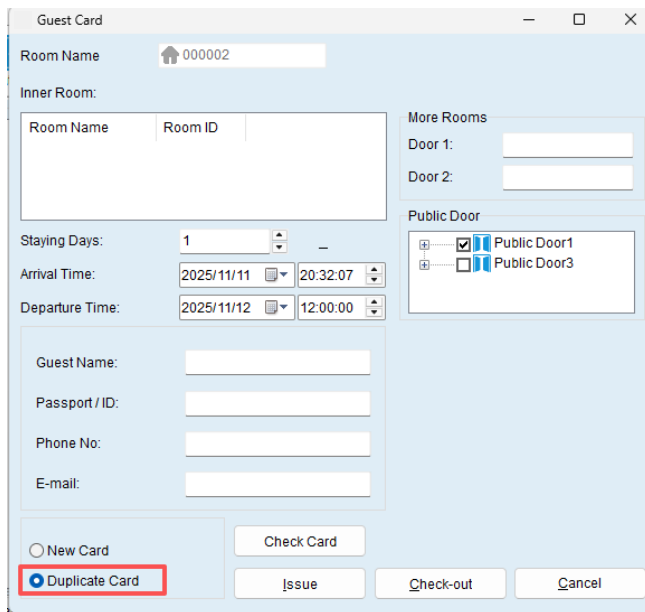 Guest Card
Room Name 000002
Inner Room:
Room Name Room ID
More Rooms
Door 1:
Door 2:
Public Door
Public Door1
Public Door3
Staying Days: 1 _
Arrival Time: 2025/11/11 20:32:07
Departure Time: 2025/11/12 12:00:00
Guest Name:
Passport / ID:
Phone No:
E-mail:
New Card
Duplicate Card
Check Card
Issue Check-out Cancel